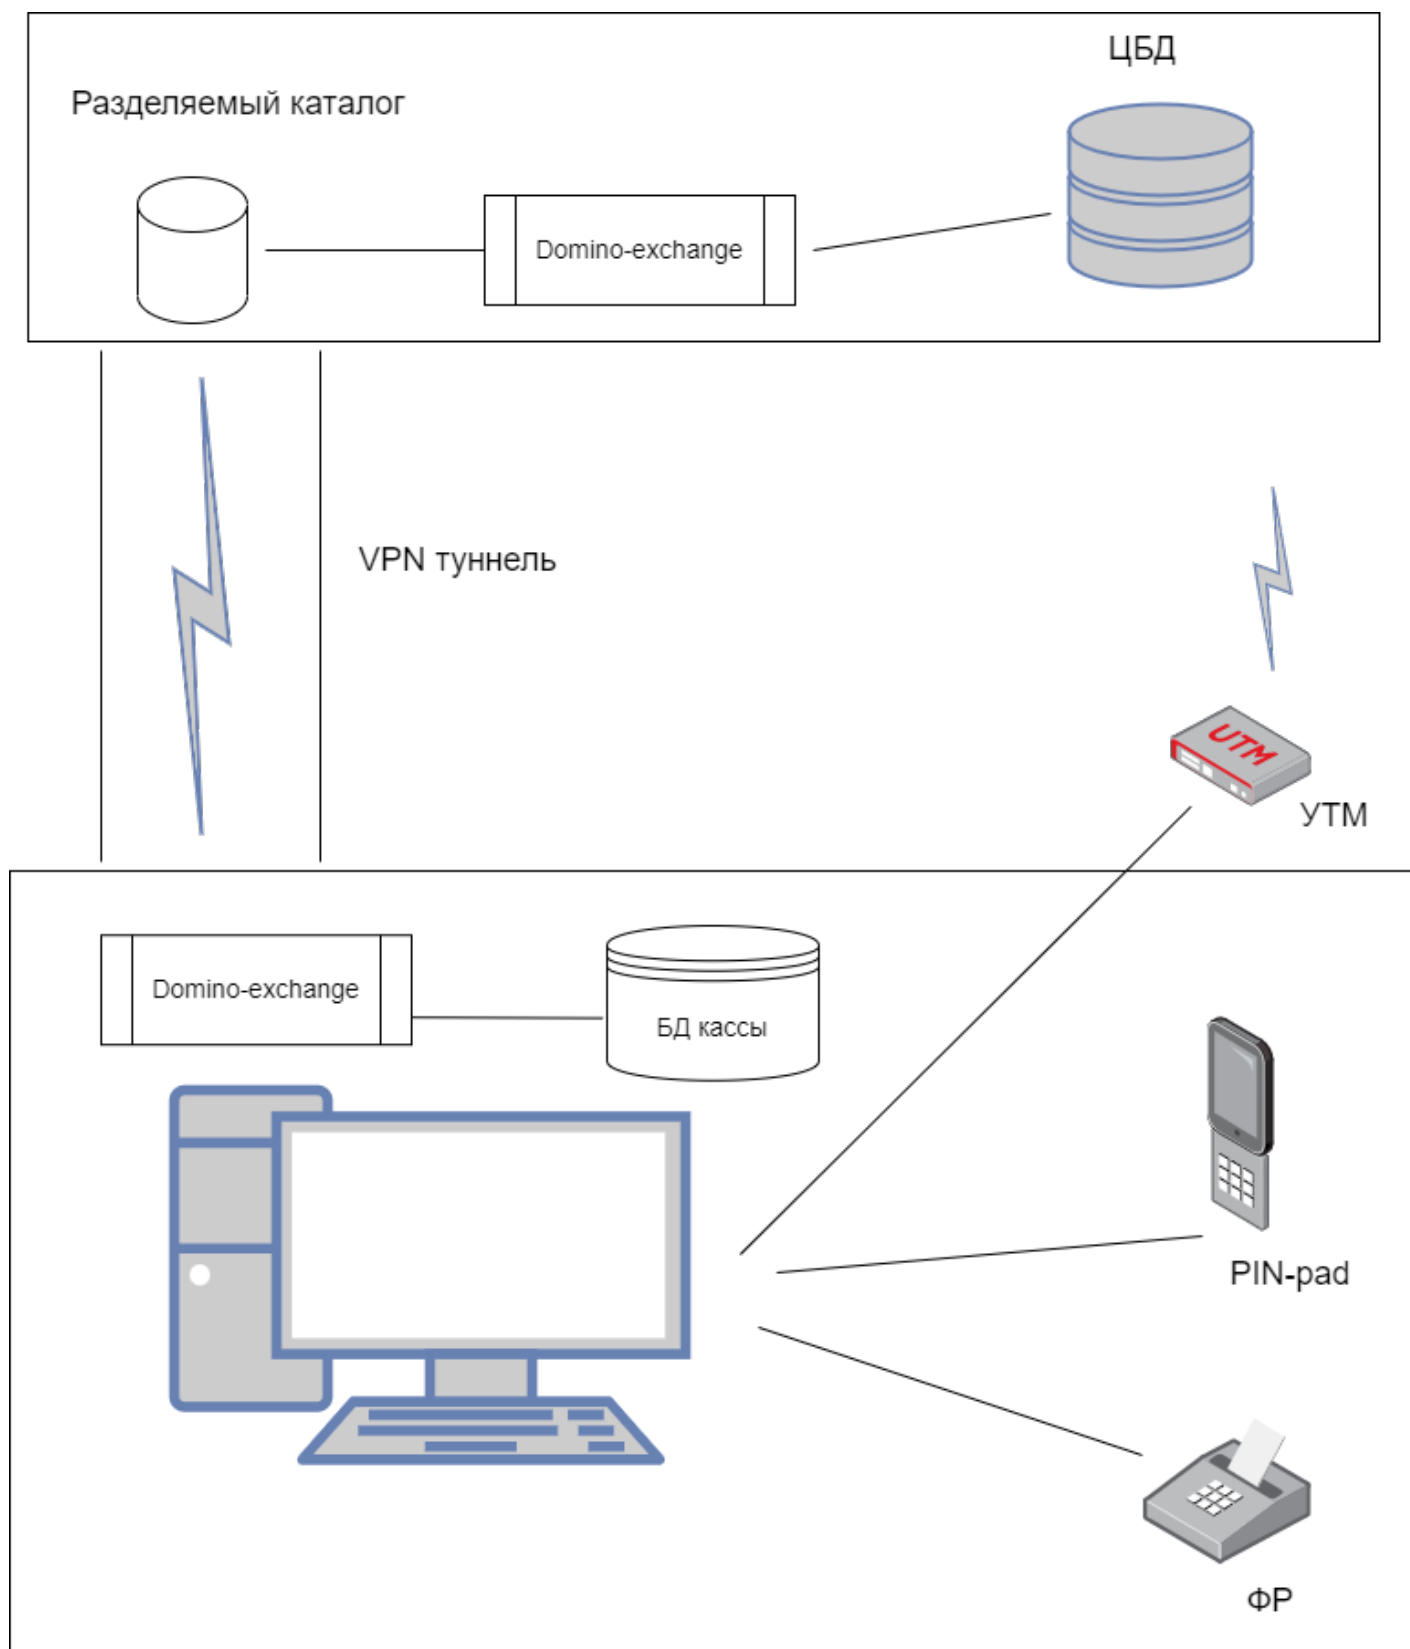 ЦБД
Разделяемый каталог
Domino-exchange
VPN туннель
UTM
УТМ
Domino-exchange
БД кассы
PIN-pad
ФР